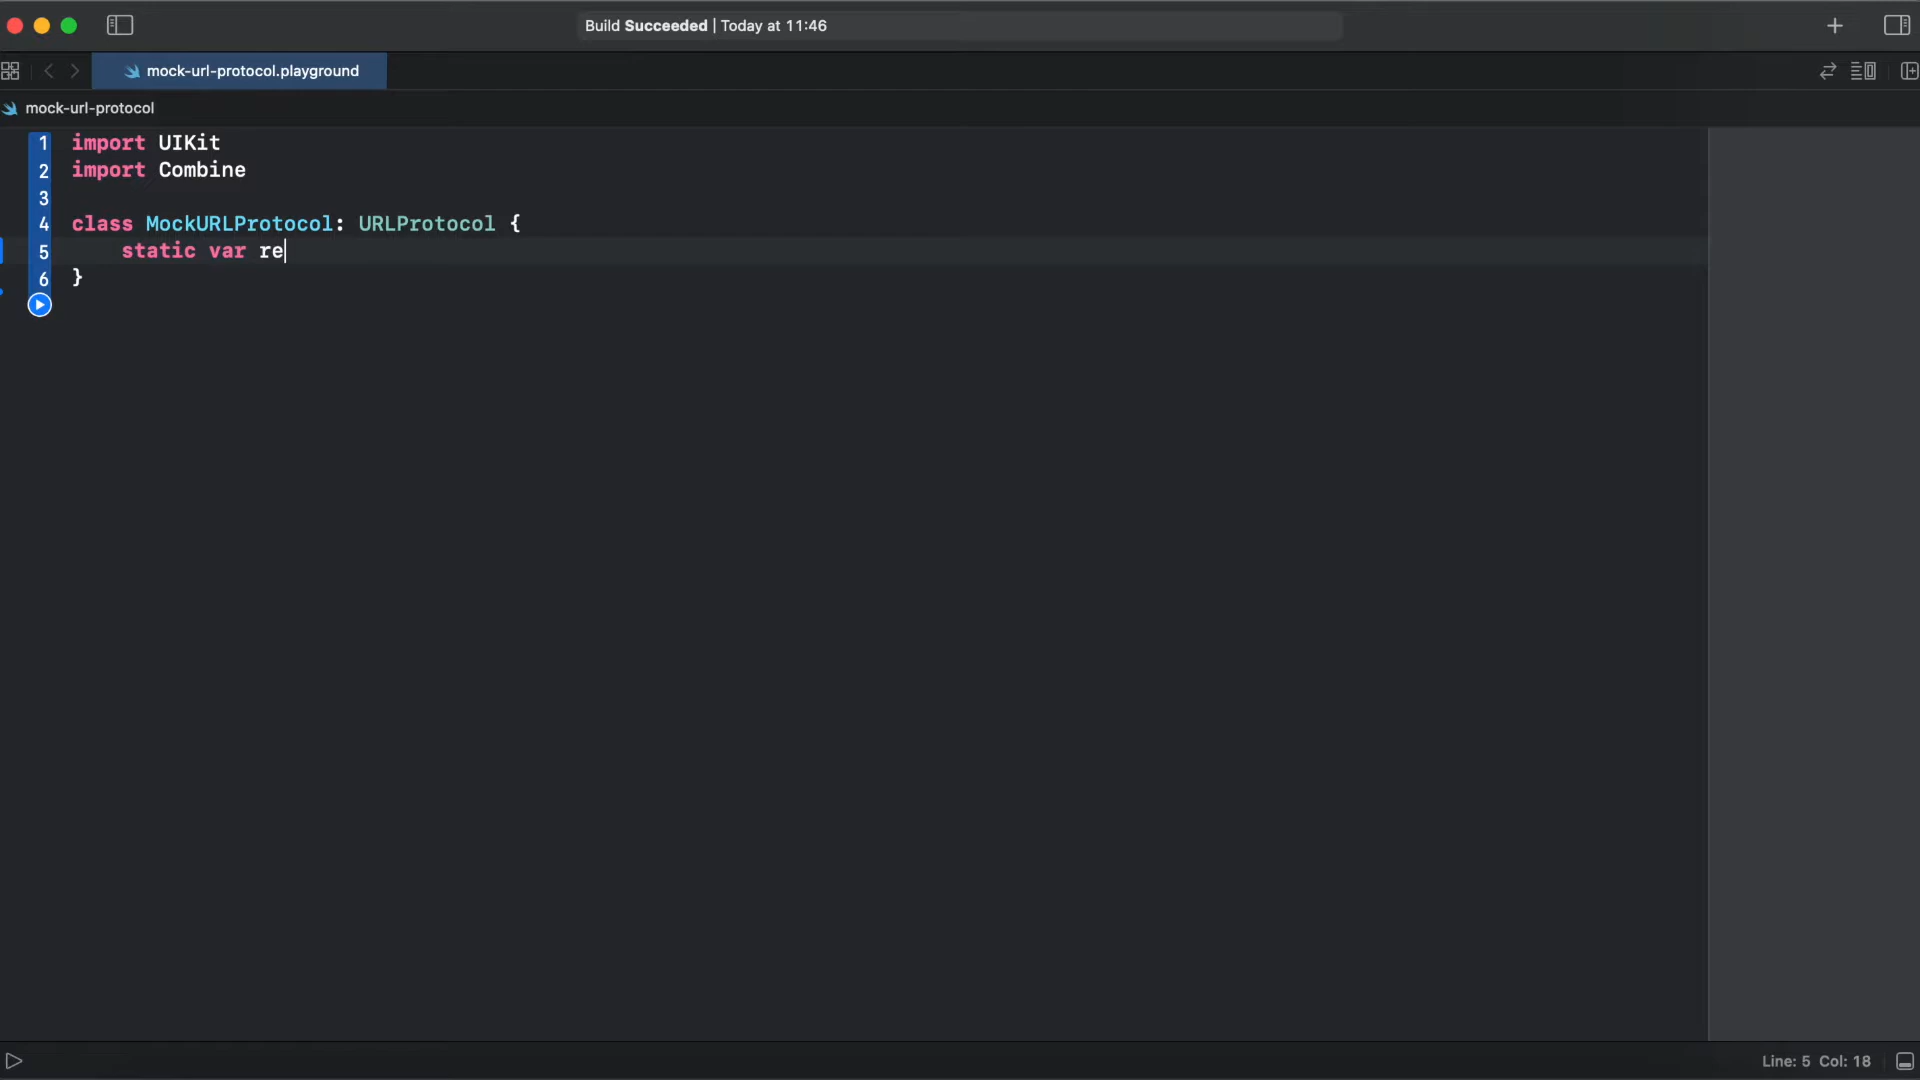 Build Succeeded | Today at 11:46
mock-url-protocol.playground
mock-url-protocol
1 import UIKit
2 import Combine
3
4 class MockURLProtocol: URLProtocol {
5     static var re
6 }
Line: 5 Col: 18